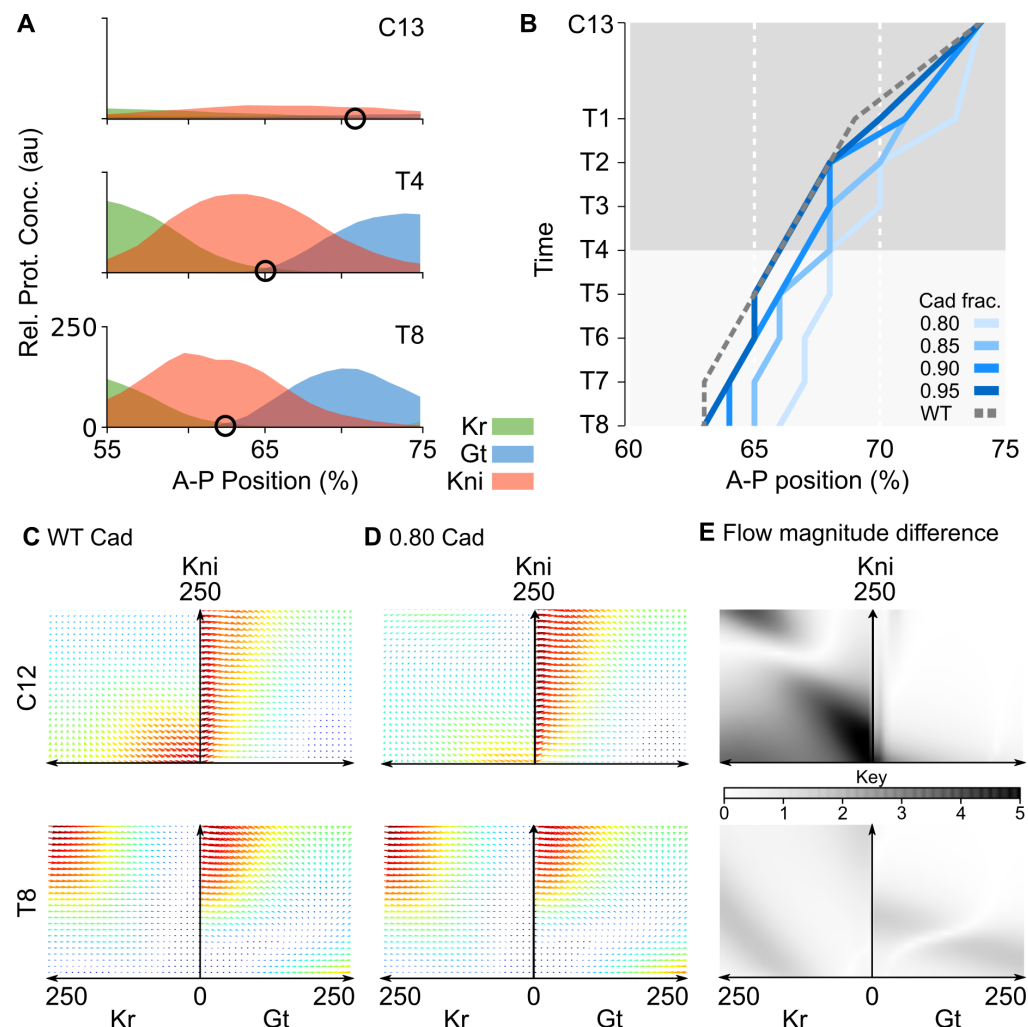 A
C13
T4
T8
Rel. Prot. Conc. (au)
250
0
55
65
75
A-P Position (%)
Kr
Gt
Kni
B
C13
T1
T2
T3
T4
T5
T6
T7
T8
Time
60
65
70
75
A-P position (%)
Cad frac.
0.80
0.85
0.90
0.95
WT
C WT Cad
Kni
250
C12
T8
250
0
Kr
Gt
D 0.80 Cad
Kni
250
250
0
250
Kr
Gt
E Flow magnitude difference
Kni
250
Key
0
1
2
3
4
5
250
0
250
Kr
Gt